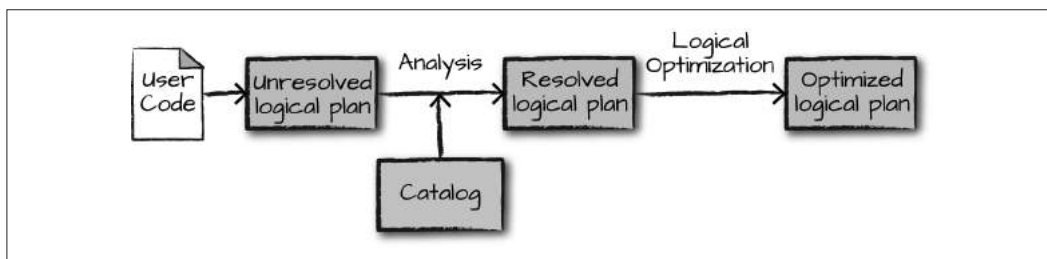 User
Code
Unresolved
logical plan
Analysis
Catalog
Resolved
logical plan
Logical
Optimization
Optimized
logical plan